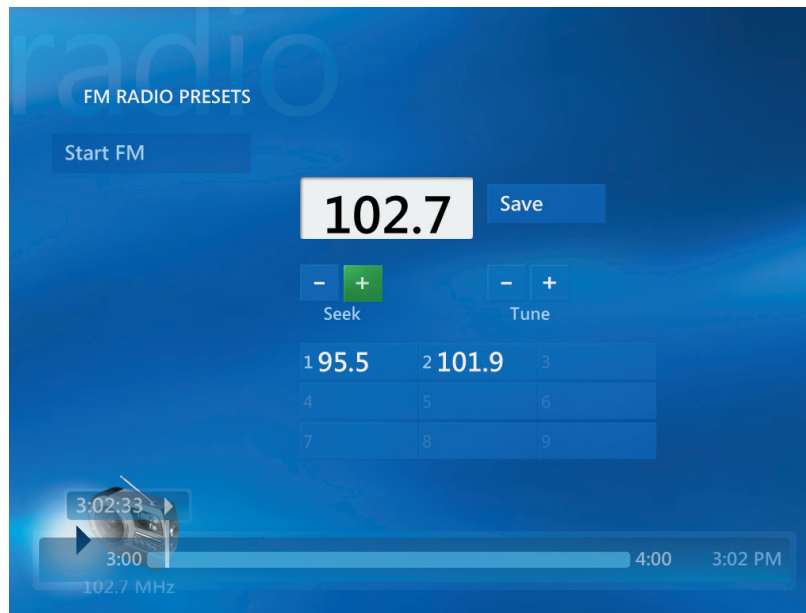 radio
FM RADIO PRESETS
Start FM
102.7 Save
- + - +
Seek Tune
1 95.5 2 101.9 3
4 5 6
7 8 9
3:02:33
3:00 4:00 3:02 PM
102.7 MHz